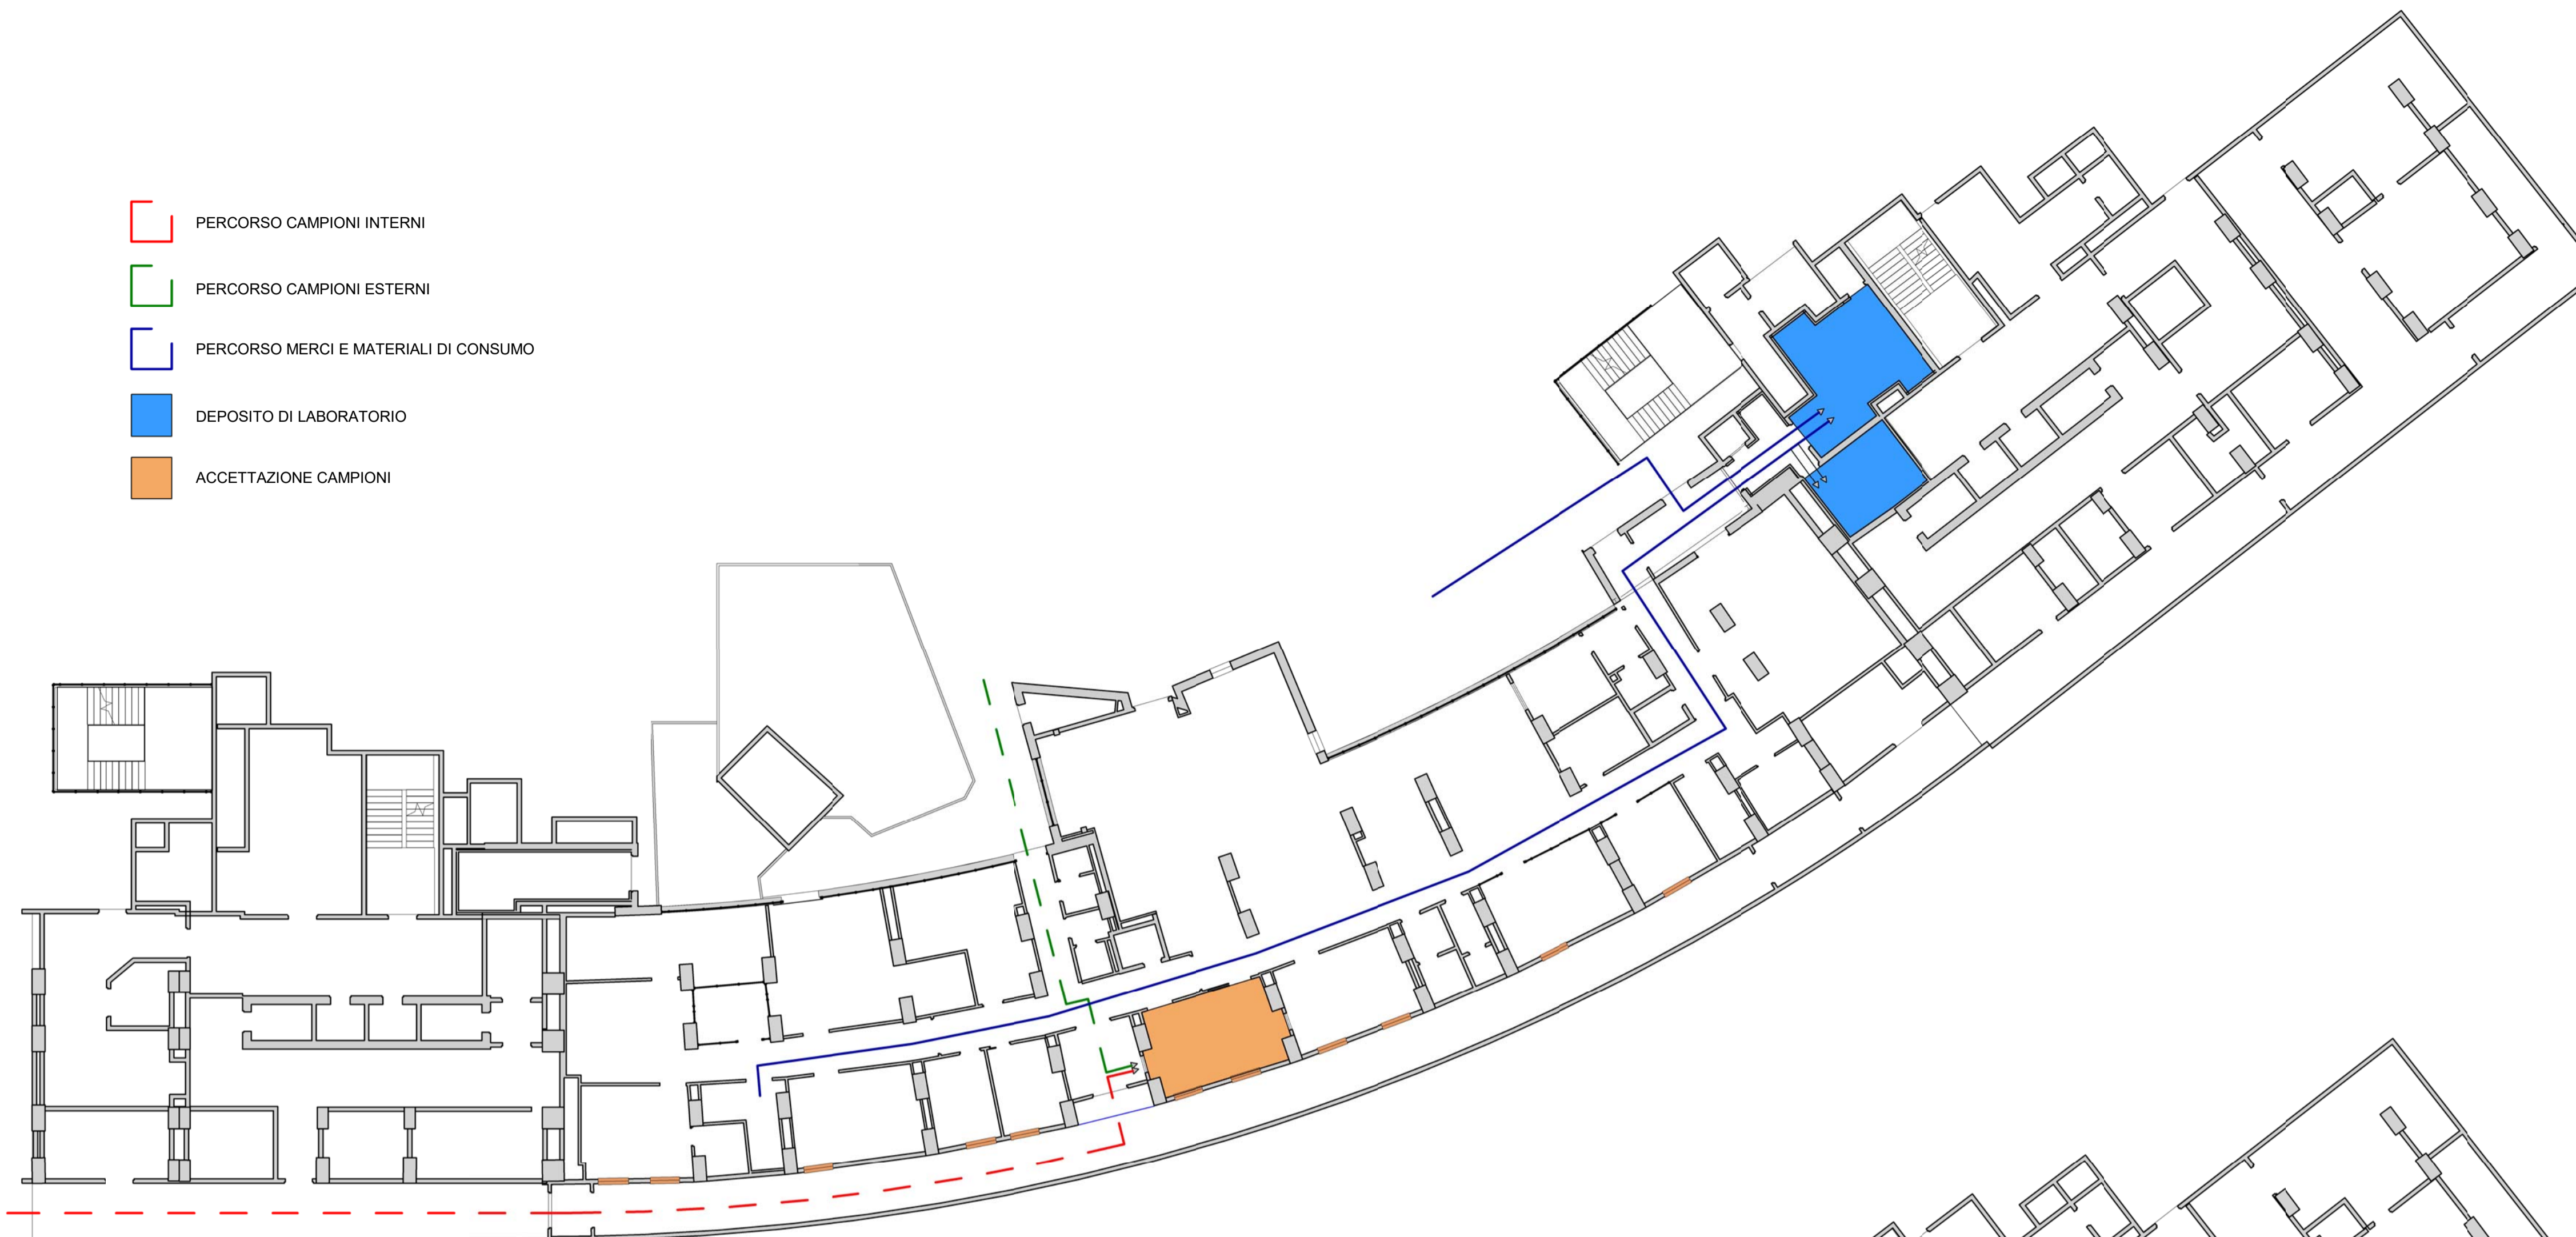 PERCORSO CAMPIONI INTERNI
PERCORSO CAMPIONI ESTERNI
PERCORSO MERCI E MATERIALI DI CONSUMO
DEPOSITO DI LABORATORIO
ACCETTAZIONE CAMPIONI